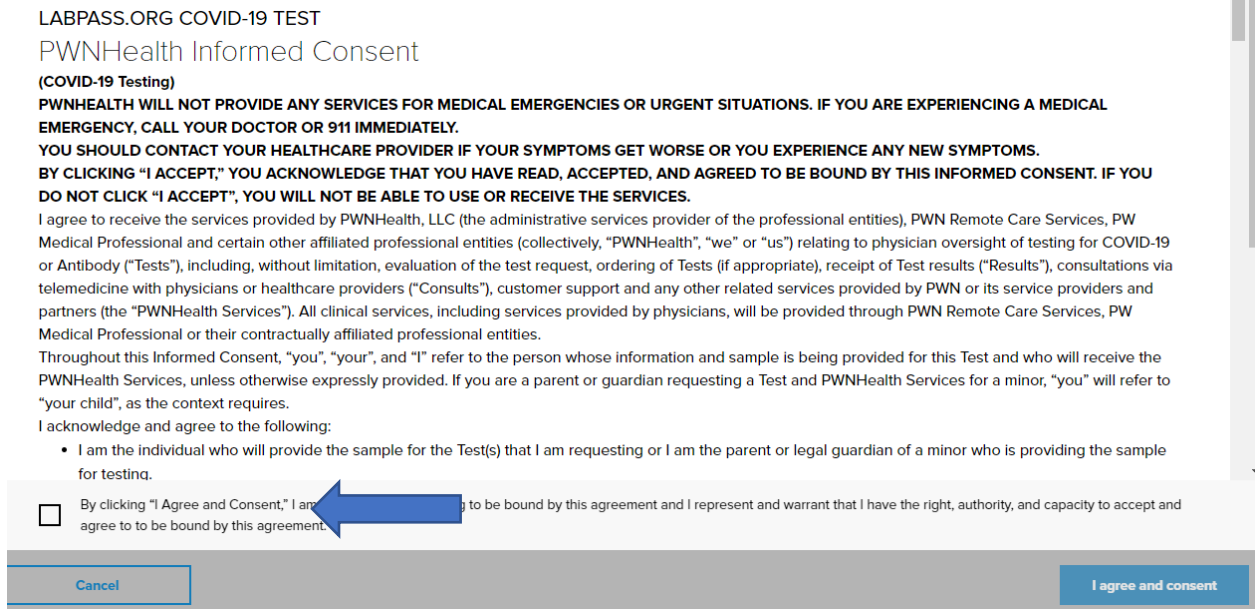 LABPASS.ORG COVID-19 TEST
PWNHealth Informed Consent
(COVID-19 Testing)
PWNHEALTH WILL NOT PROVIDE ANY SERVICES FOR MEDICAL EMERGENCIES OR URGENT SITUATIONS. IF YOU ARE EXPERIENCING A MEDICAL
EMERGENCY, CALL YOUR DOCTOR OR 911 IMMEDIATELY.
YOU SHOULD CONTACT YOUR HEALTHCARE PROVIDER IF YOUR SYMPTOMS GET WORSE OR YOU EXPERIENCE ANY NEW SYMPTOMS.
BY CLICKING “I ACCEPT,” YOU ACKNOWLEDGE THAT YOU HAVE READ, ACCEPTED, AND AGREED TO BE BOUND BY THIS INFORMED CONSENT. IF YOU
DO NOT CLICK “I ACCEPT”, YOU WILL NOT BE ABLE TO USE OR RECEIVE THE SERVICES.
I agree to receive the services provided by PWNHealth, LLC (the administrative services provider of the professional entities), PWN Remote Care Services, PW
Medical Professional and certain other affiliated professional entities (collectively, “PWNHealth”, “we” or “us”) relating to physician oversight of testing for COVID-19
or Antibody (“Tests”), including, without limitation, evaluation of the test request, ordering of Tests (if appropriate), receipt of Test results (“Results”), consultations via
telemedicine with physicians or healthcare providers (“Consults”), customer support and any other related services provided by PWN or its service providers and
partners (the “PWNHealth Services”). All clinical services, including services provided by physicians, will be provided through PWN Remote Care Services, PW
Medical Professional or their contractually affiliated professional entities.
Throughout this Informed Consent, “you”, “your”, and “I” refer to the person whose information and sample is being provided for this Test and who will receive the
PWNHealth Services, unless otherwise expressly provided. If you are a parent or guardian requesting a Test and PWNHealth Services for a minor, “you” will refer to
“your child”, as the context requires.
I acknowledge and agree to the following:
• I am the individual who will provide the sample for the Test(s) that I am requesting or I am the parent or legal guardian of a minor who is providing the sample
for testing.
By clicking “I Agree and Consent,” I to be bound by this agreement and I represent and warrant that I have the right, authority, and capacity to accept and
agree to to be bound by this agreement.
Cancel
I agree and consent